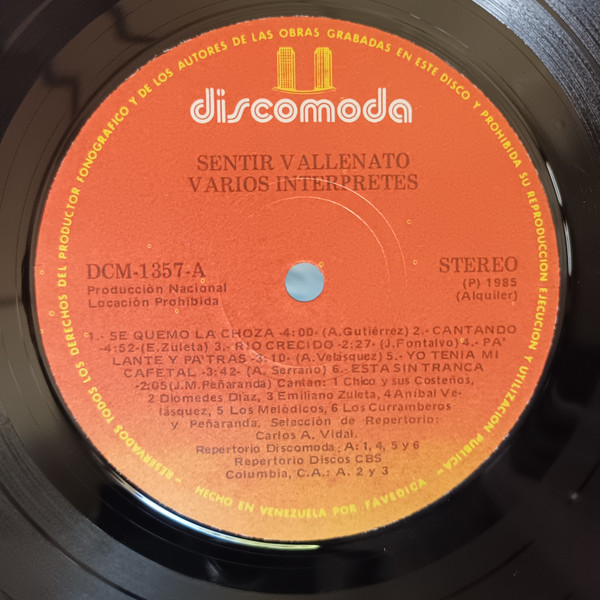 RESERVADOS TODOS LOS DERECHOS DEL PRODUCTOR FONOGRAFICO Y DE LOS AUTORES DE LAS OBRAS GRABADAS EN ESTE DISCO Y PROHIBIDA SU REPRODUCCION EJECUCION Y UTILIZACION PUBLICA-
discomoda
SENTIR VALLENATO
VARIOS INTERPRETES
DCM-1357-A
Producción Nacional
Locación Prohibida
STEREO
(P) 1985
(Alquiler)
1.- SE QUEMO LA CHOZA -4:00- (A.Gutiérrez) 2.- CANTANDO
-4:52-(E.Zuleta) 3.- RIO CRECIDO -2:27- (J.Fontalvo) 4.- PA'
LANTE Y PA'TRAS -3:10- (A.Velásquez) 5.- YO TENIA MI
CAFETAL -3:42- (A. Serrano) 6.- ESTA SIN TRANCA
-2:05(J.M.Peñaranda) Cantan: 1 Chico y sus Costeños,
2 Diomedes Díaz, 3 Emiliano Zuleta, 4 Aníbal Ve-
lásquez, 5 Los Melódicos, 6 Los Curramberos
y Peñaranda. Selección de Repertorio:
Carlos A. Vidal.
Repertorio Discomoda: A: 1, 4, 5 y 6
Repertorio Discos CBS
Columbia, C.A.: A. 2 y 3
- HECHO EN VENEZUELA POR FAVEDICA -